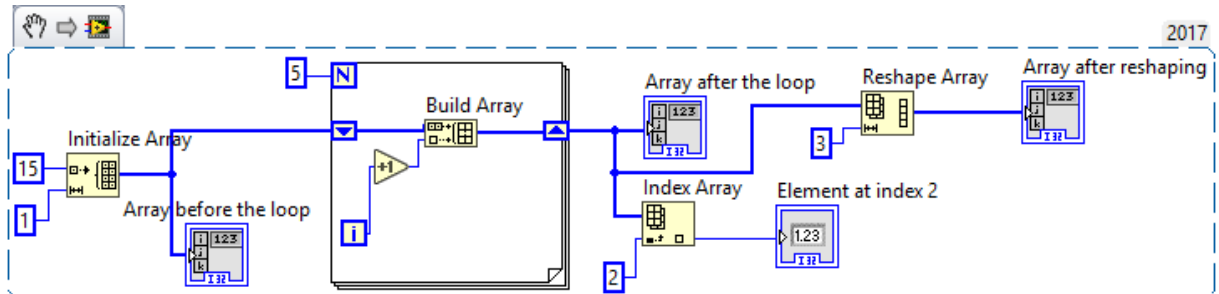 2017
Initialize Array
15
1
Array before the loop
5
N
Build Array
+1
i
Array after the loop
i 123
j
k
I32
Index Array
2
Element at index 2
1.23
I32
Reshape Array
3
Array after reshaping
i 123
j
k
I32
i 123
j
k
I32